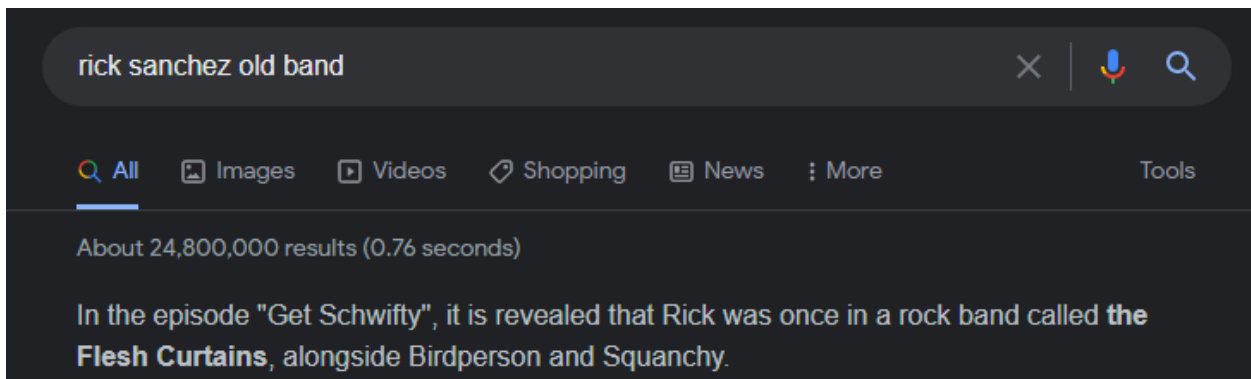 rick sanchez old band
All Images Videos Shopping News More Tools
About 24,800,000 results (0.76 seconds)
In the episode "Get Schwifty", it is revealed that Rick was once in a rock band called the
Flesh Curtains, alongside Birdperson and Squanchy.